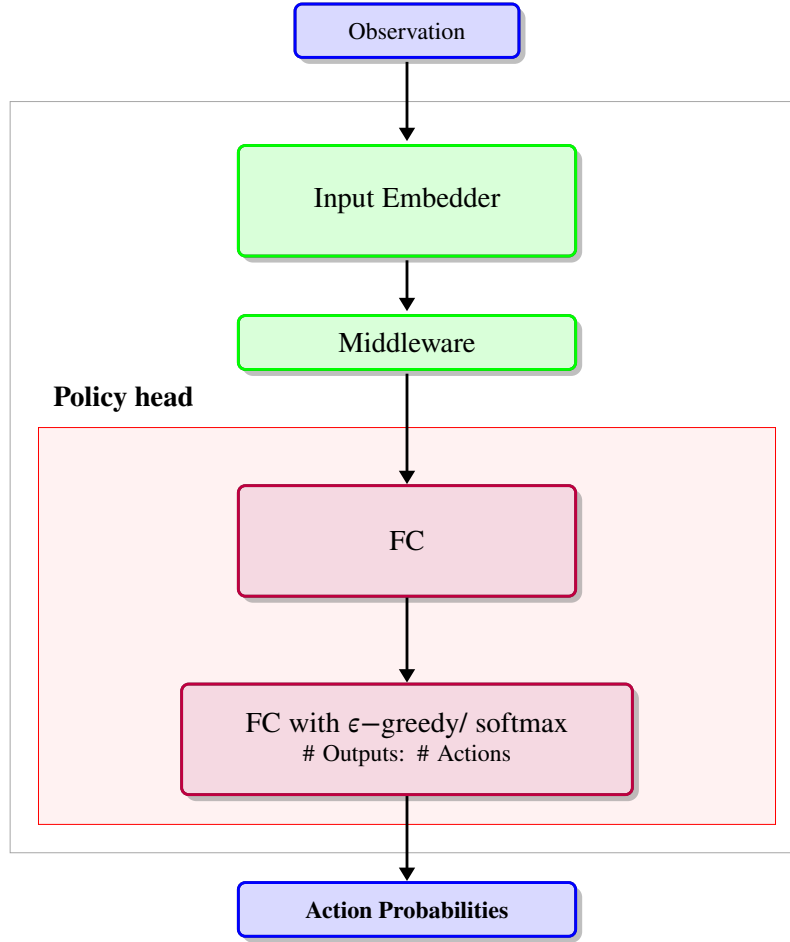 Observation
Input Embedder
Middleware
Policy head
FC
FC with ϵ−greedy/ softmax
# Outputs: # Actions
Action Probabilities